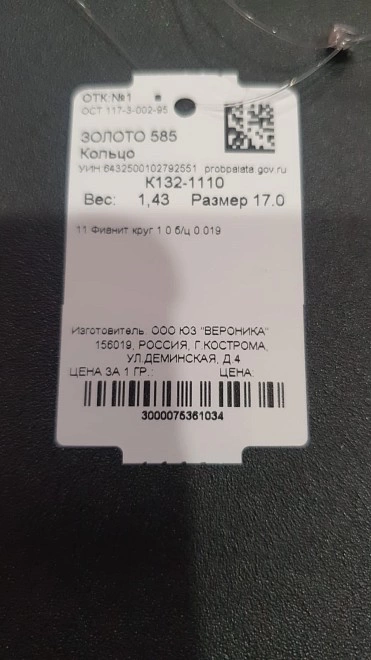 ОТК №1
ОСТ 117-3-002-95
ЗОЛОТО 585
Кольцо
УИН 6432500102792551 probpalata.gov.ru
К132-1110
Вес: 1,43 Размер 17.0
11 Фианит круг 1.0 б/ц 0.019
Изготовитель ООО ЮЗ "ВЕРОНИКА"
156019, РОССИЯ, Г.КОСТРОМА,
УЛ.ДЕМИНСКАЯ, Д.4
ЦЕНА ЗА 1 ГР.: ЦЕНА:
3000075361034